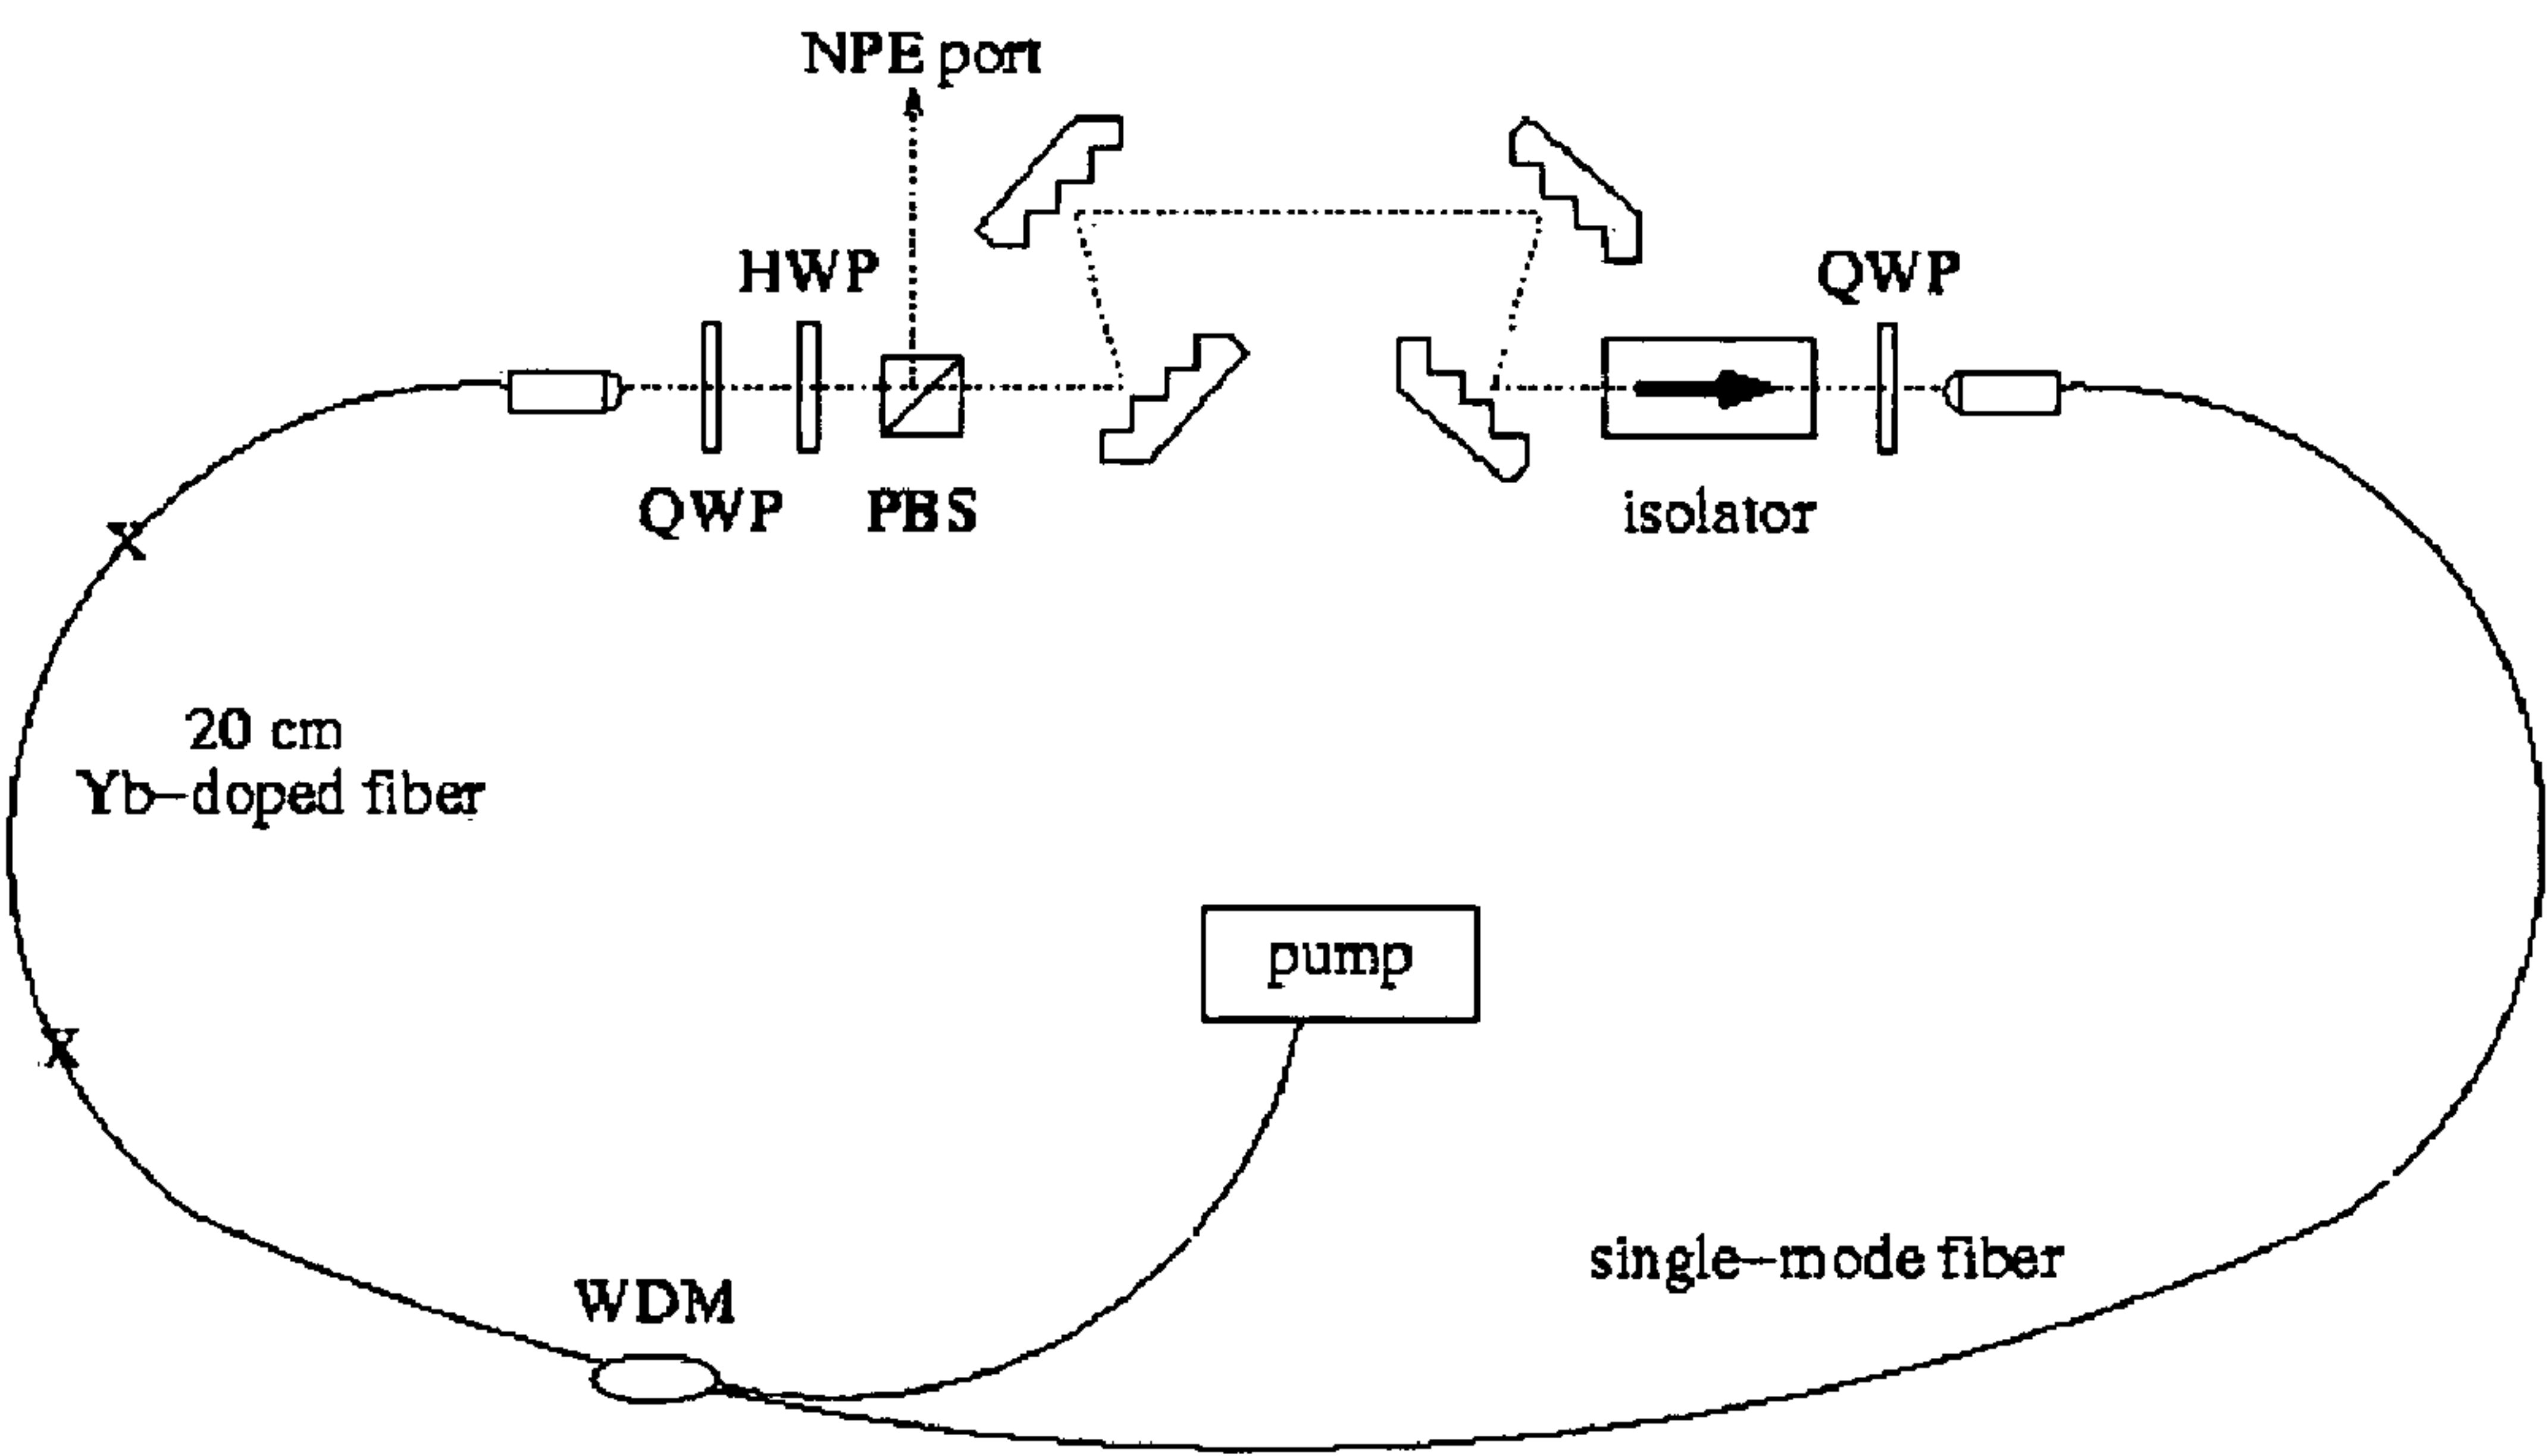 NPE port
HWP
QWP
QWP
PBS
isolator
20 cm
Yb-doped fiber
pump
single-mode fiber
WDM